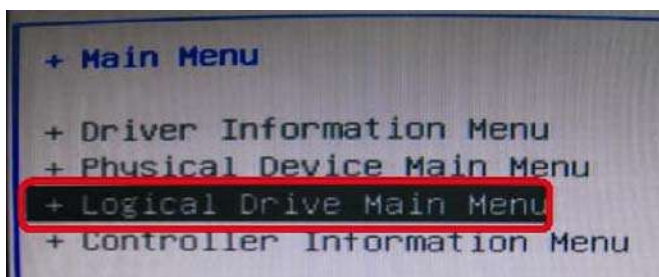 + Main Menu
+ Driver Information Menu
+ Physical Device Main Menu
+ Logical Drive Main Menu
+ Controller Information Menu